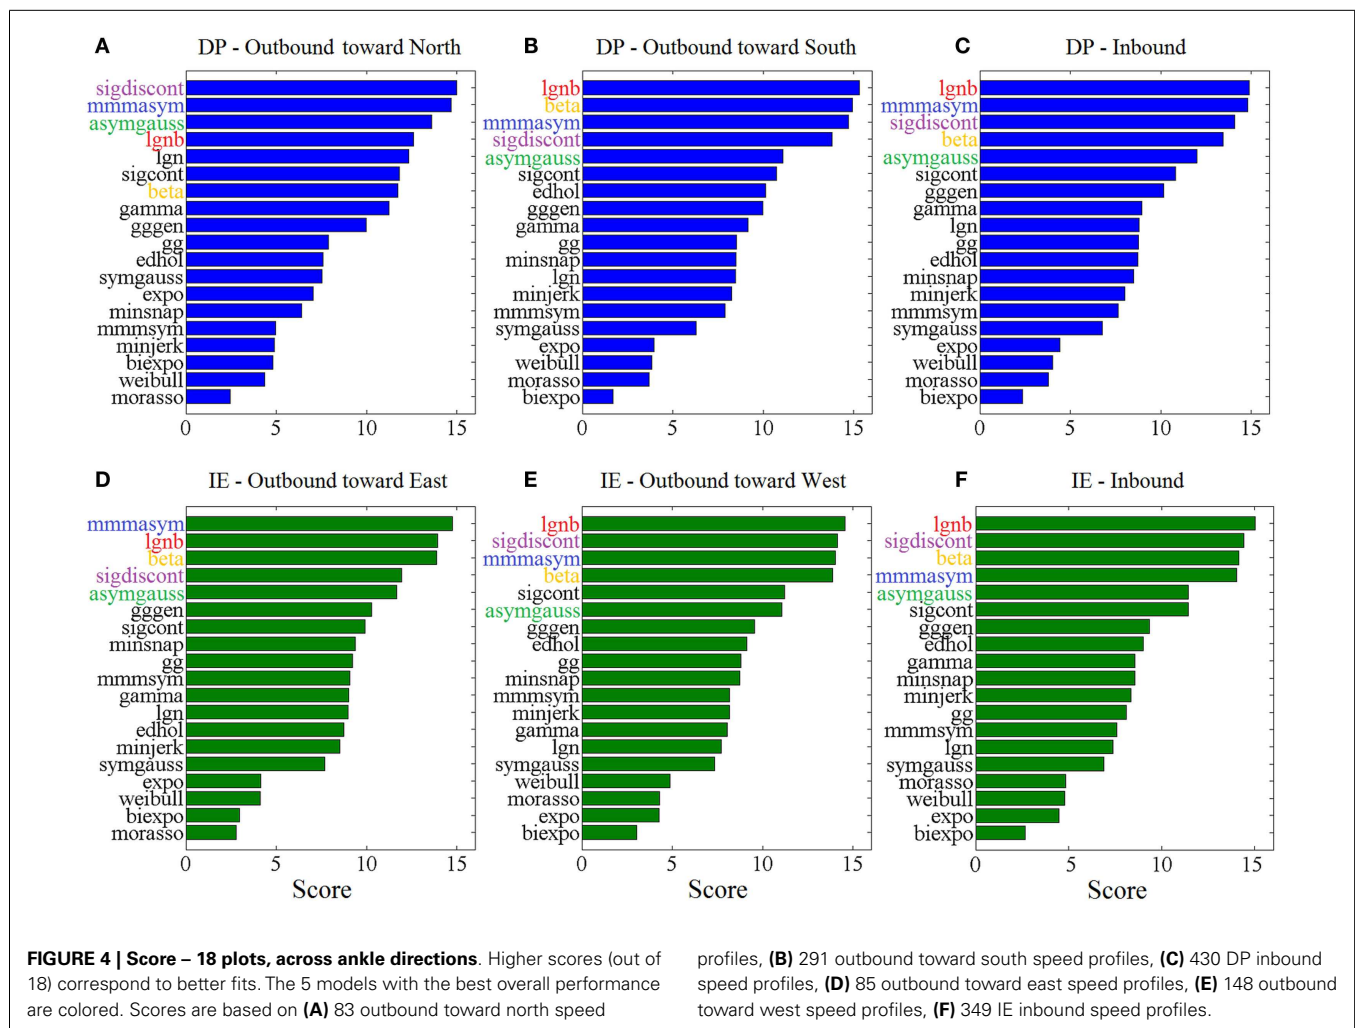 A
DP - Outbound toward North
sigdiscont
mmmasym
asymgauss
lgnb
lgn
sigcont
beta
gamma
gggen
gg
edhol
symgauss
expo
minsnap
mmmsym
minjerk
biexpo
weibull
morasso
0 5 10 15
B
DP - Outbound toward South
lgnb
beta
mmmasym
sigdiscont
asymgauss
sigcont
edhol
gggen
gamma
gg
minsnap
lgn
minjerk
mmmsym
symgauss
expo
weibull
morasso
biexpo
0 5 10 15
C
DP - Inbound
lgnb
mmmasym
sigdiscont
beta
asymgauss
sigcont
gggen
gamma
lgn
gg
edhol
minsnap
minjerk
mmmsym
symgauss
expo
weibull
morasso
biexpo
0 5 10 15
D
IE - Outbound toward East
mmmasym
lgnb
beta
sigdiscont
asymgauss
gggen
sigcont
minsnap
gg
mmmsym
gamma
lgn
edhol
minjerk
symgauss
expo
weibull
biexpo
morasso
0 5 10 15
Score
E
IE - Outbound toward West
lgnb
sigdiscont
mmmasym
beta
sigcont
asymgauss
gggen
edhol
gg
minsnap
mmmsym
minjerk
gamma
lgn
symgauss
weibull
morasso
expo
biexpo
0 5 10 15
Score
F
IE - Inbound
lgnb
sigdiscont
beta
mmmasym
asymgauss
sigcont
gggen
edhol
gamma
minsnap
minjerk
gg
mmmsym
lgn
symgauss
morasso
weibull
expo
biexpo
0 5 10 15
Score
FIGURE 4 | Score – 18 plots, across ankle directions. Higher scores (out of
18) correspond to better fits. The 5 models with the best overall performance
are colored. Scores are based on (A) 83 outbound toward north speed
profiles, (B) 291 outbound toward south speed profiles, (C) 430 DP inbound
speed profiles, (D) 85 outbound toward east speed profiles, (E) 148 outbound
toward west speed profiles, (F) 349 IE inbound speed profiles.